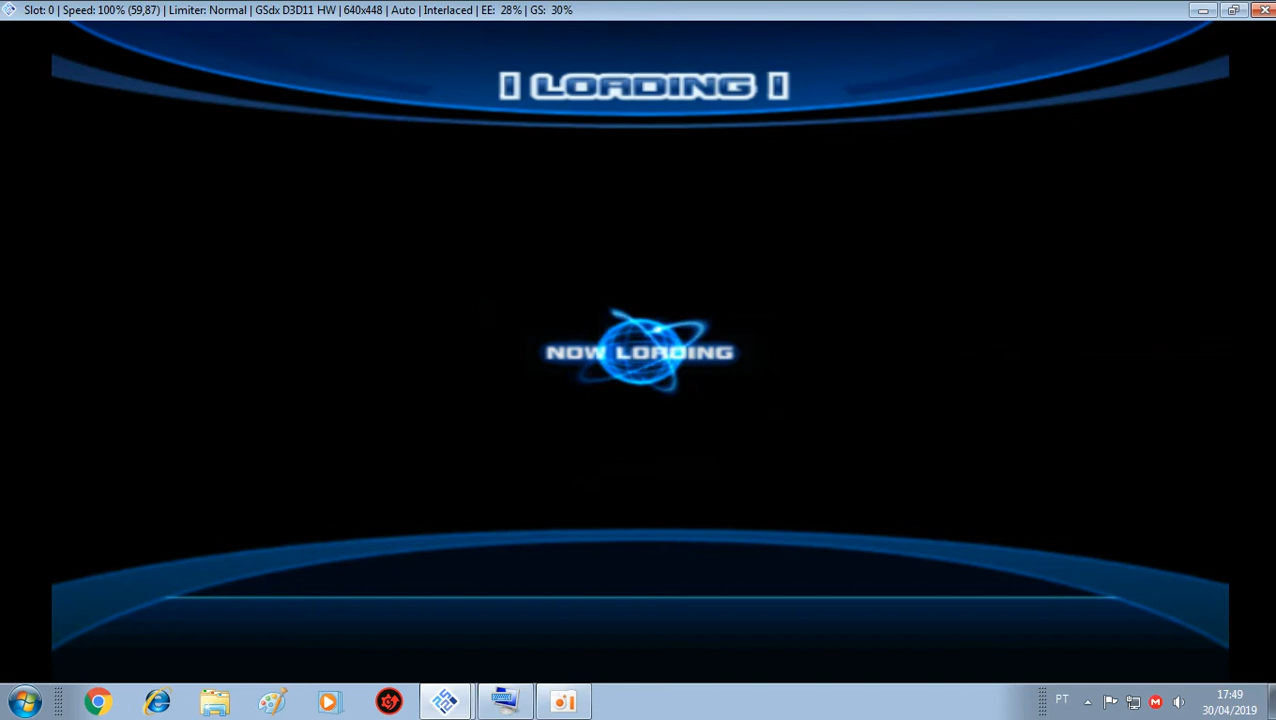 Slot: 0 | Speed: 100% (59,87) | Limiter: Normal | GSdx D3D11 HW | 640x448 | Auto | Interlaced | EE: 28% | GS: 30%
LOADING
NOW LOADING
PT
17:49
30/04/2019